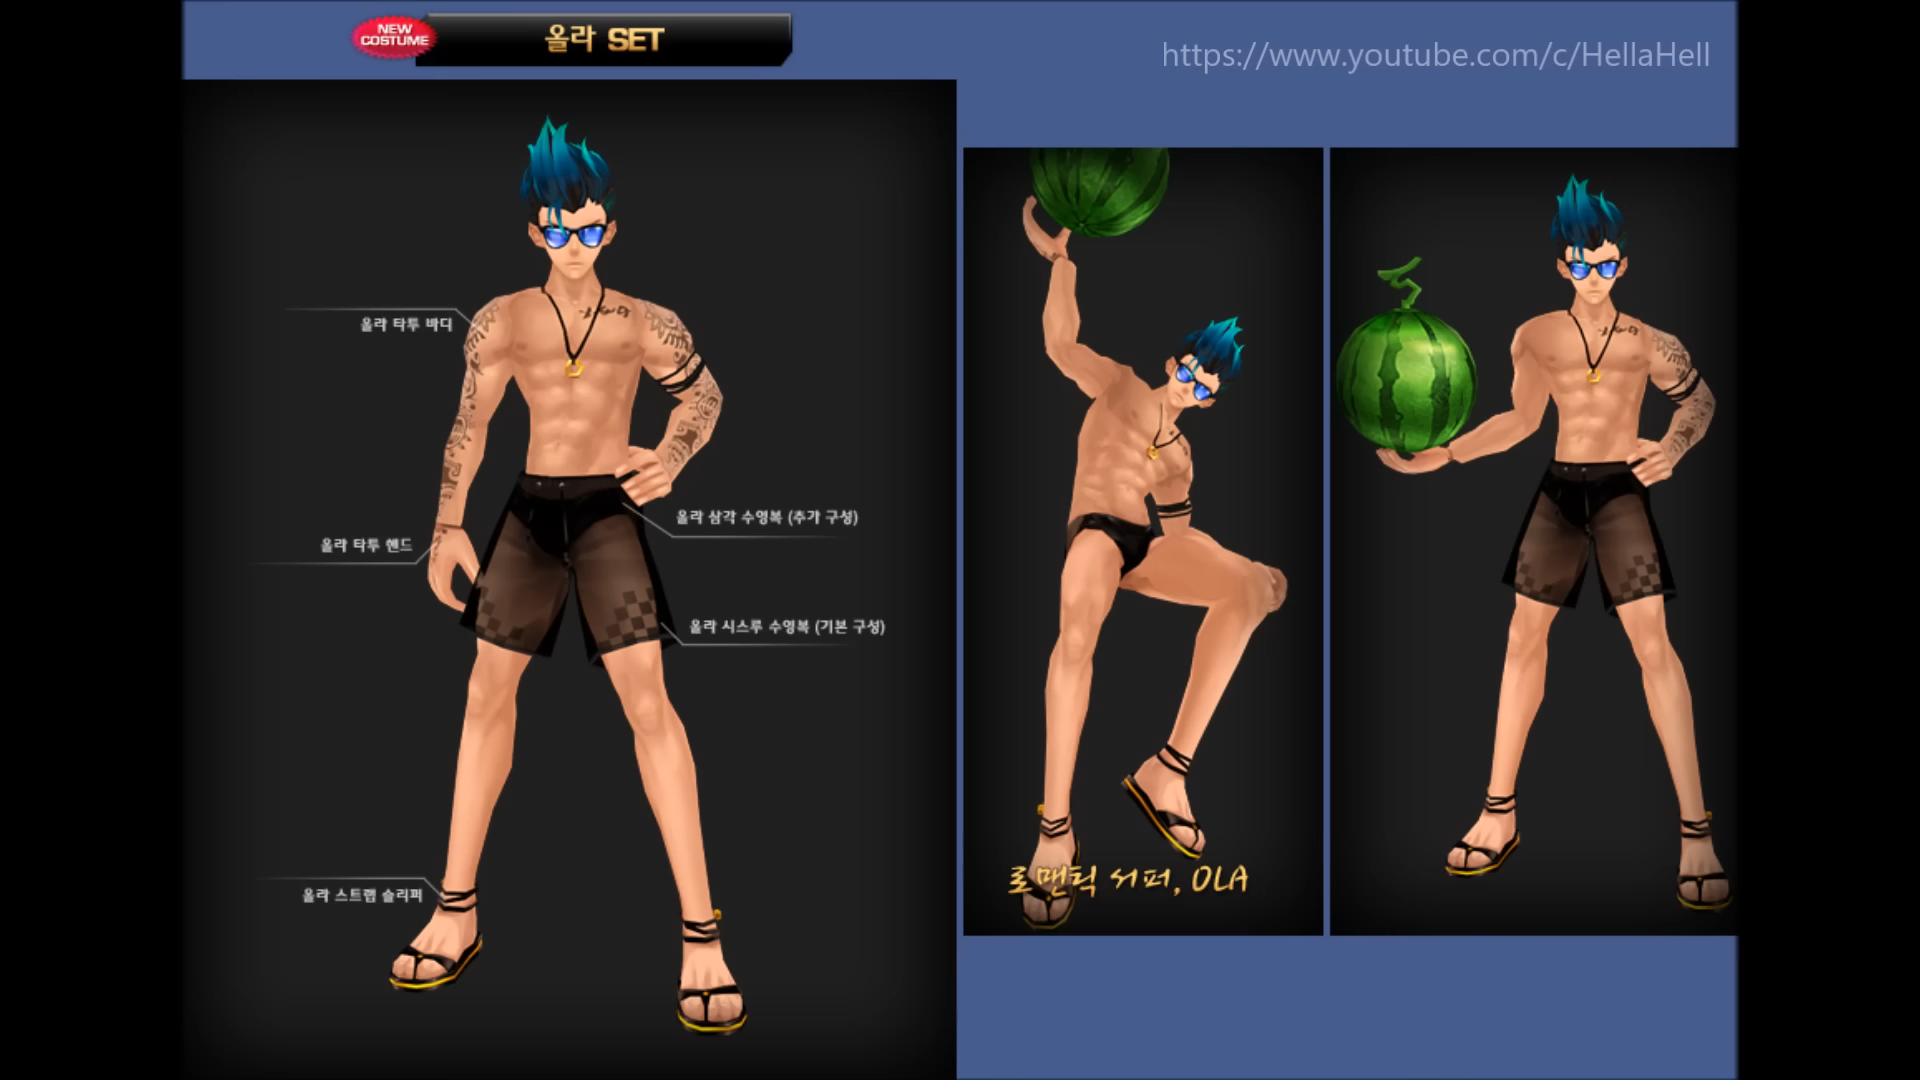 NEW
COSTUME
올라 SET
https://www.youtube.com/c/HellaHell
올라 타투 바디
올라 삼각 수영복 (추가 구성)
올라 타투 핸드
올라 시스루 수영복 (기본 구성)
올라 스트랩 슬리퍼
로맨틱 서퍼, OLA